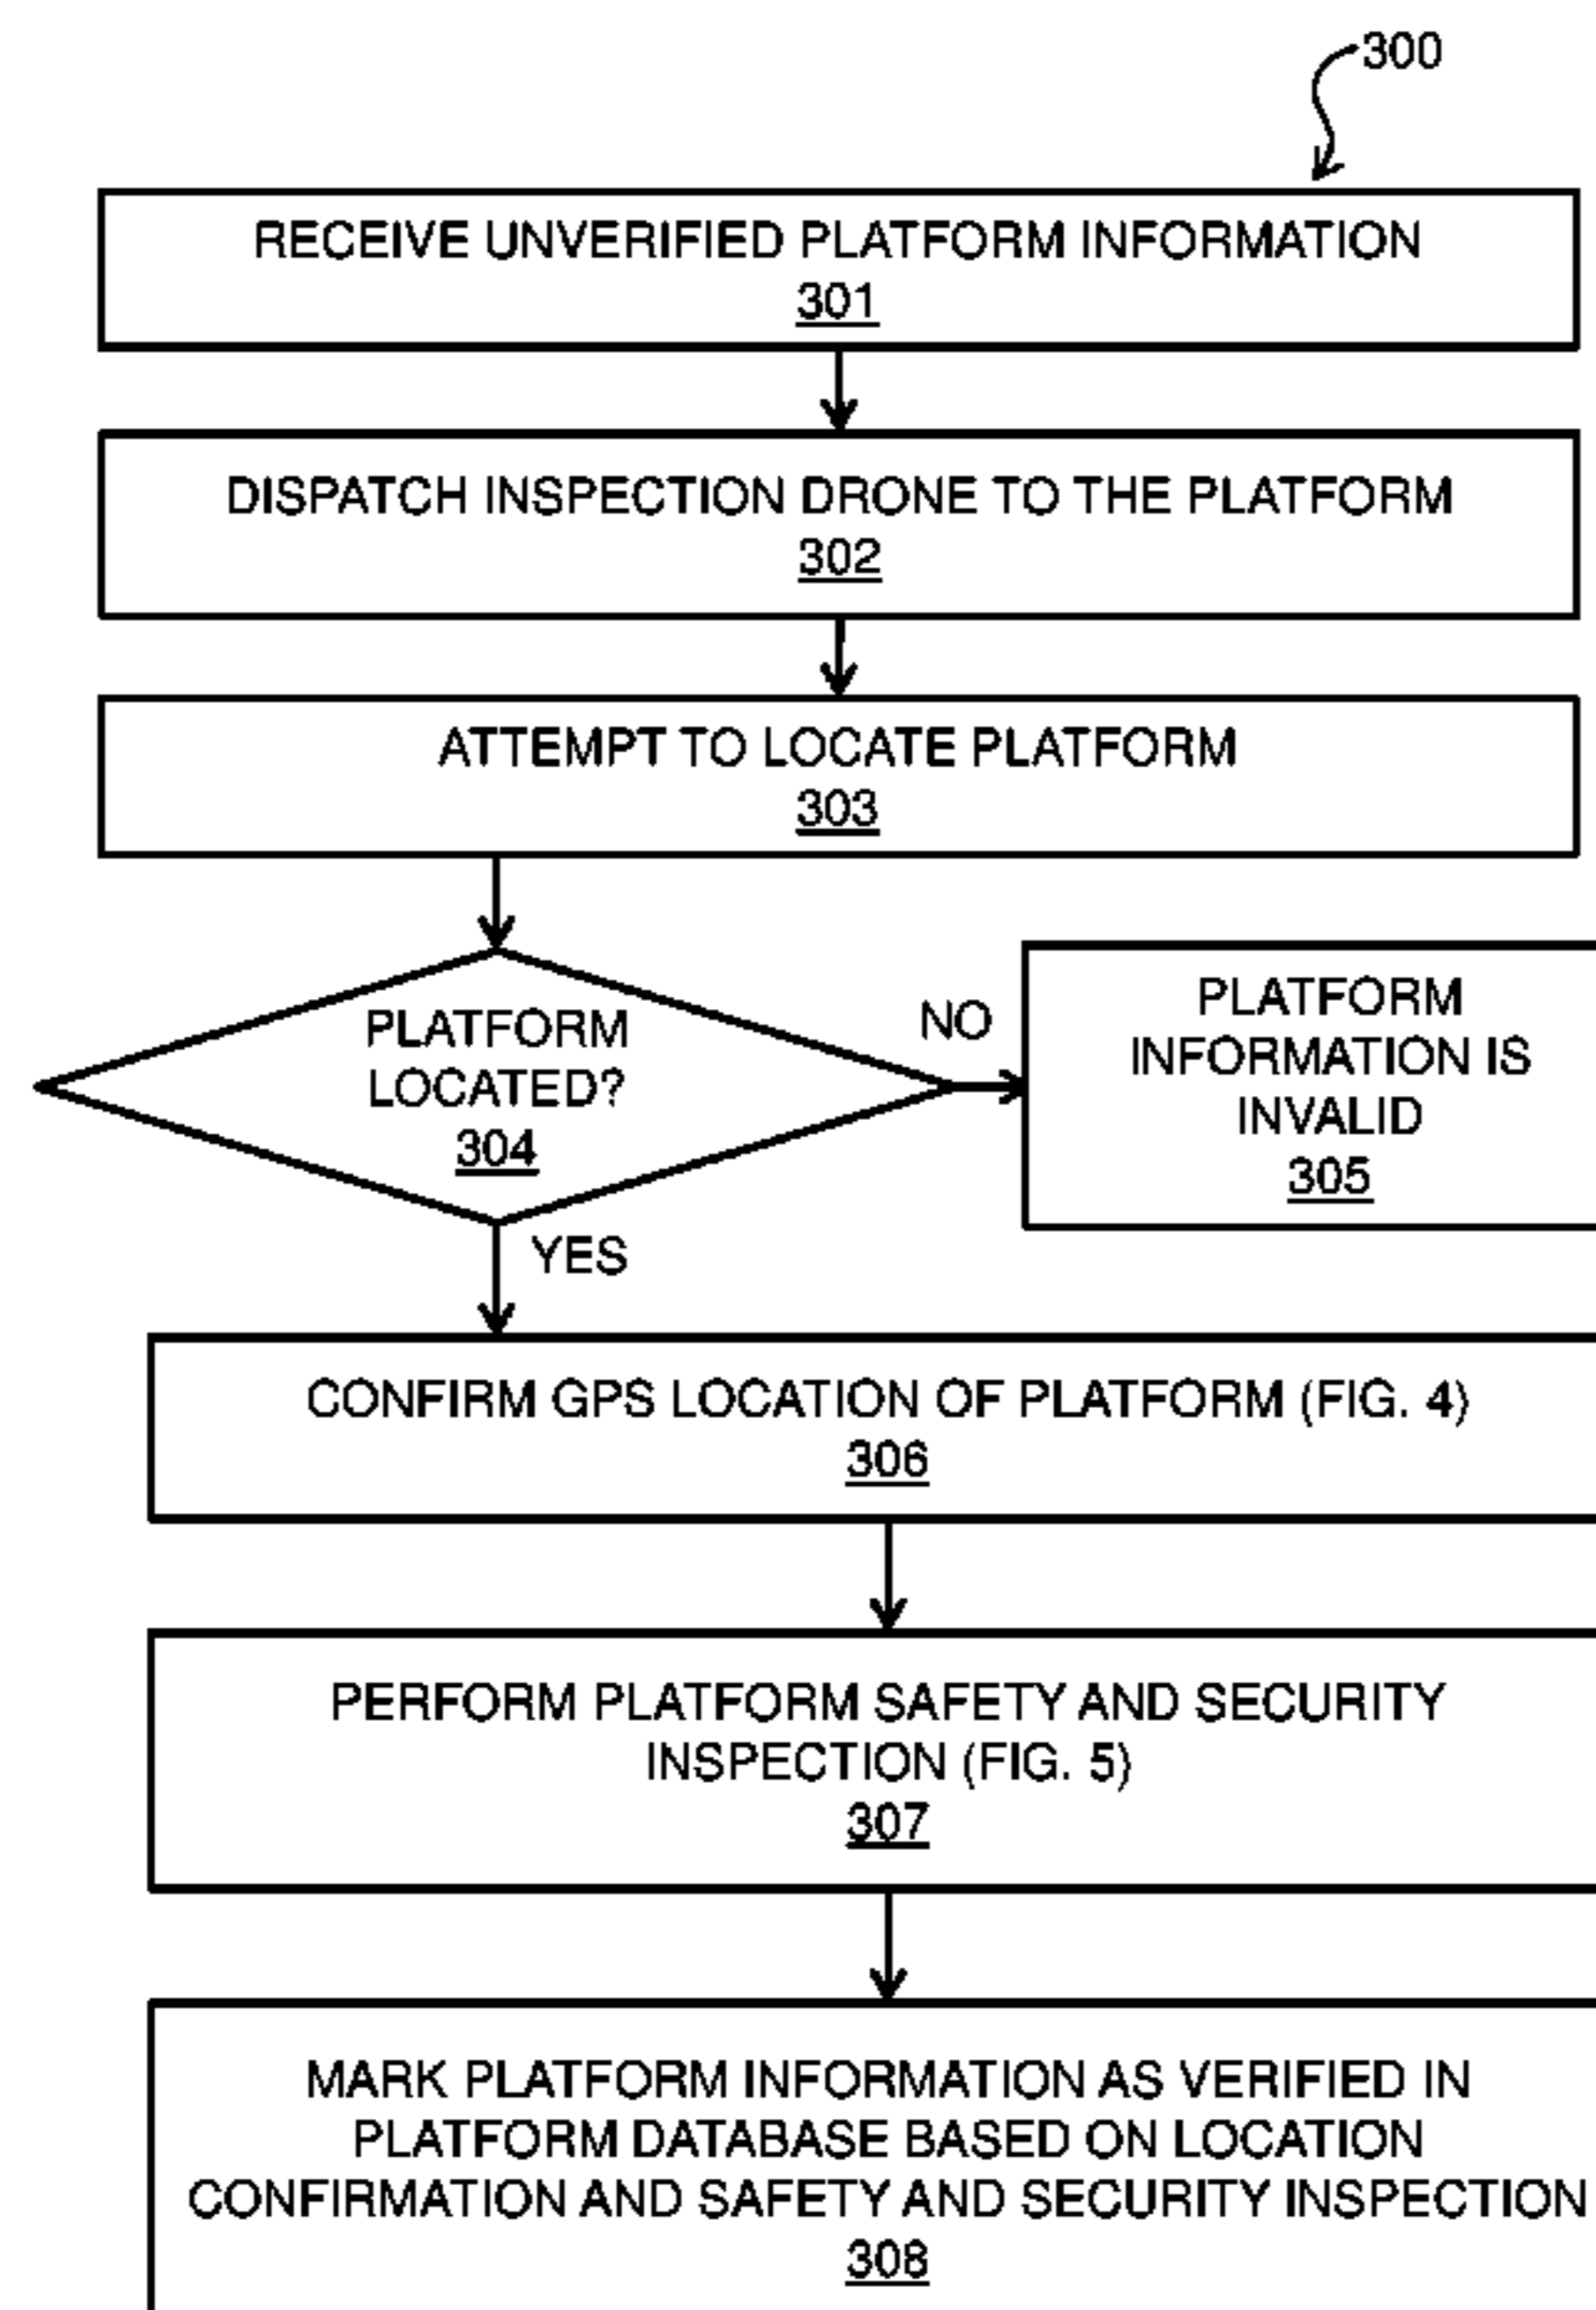 300
RECEIVE UNVERIFIED PLATFORM INFORMATION
301
DISPATCH INSPECTION DRONE TO THE PLATFORM
302
ATTEMPT TO LOCATE PLATFORM
303
PLATFORM
LOCATED?
304
NO
PLATFORM
INFORMATION IS
INVALID
305
YES
CONFIRM GPS LOCATION OF PLATFORM (FIG. 4)
306
PERFORM PLATFORM SAFETY AND SECURITY
INSPECTION (FIG. 5)
307
MARK PLATFORM INFORMATION AS VERIFIED IN
PLATFORM DATABASE BASED ON LOCATION
CONFIRMATION AND SAFETY AND SECURITY INSPECTION
308